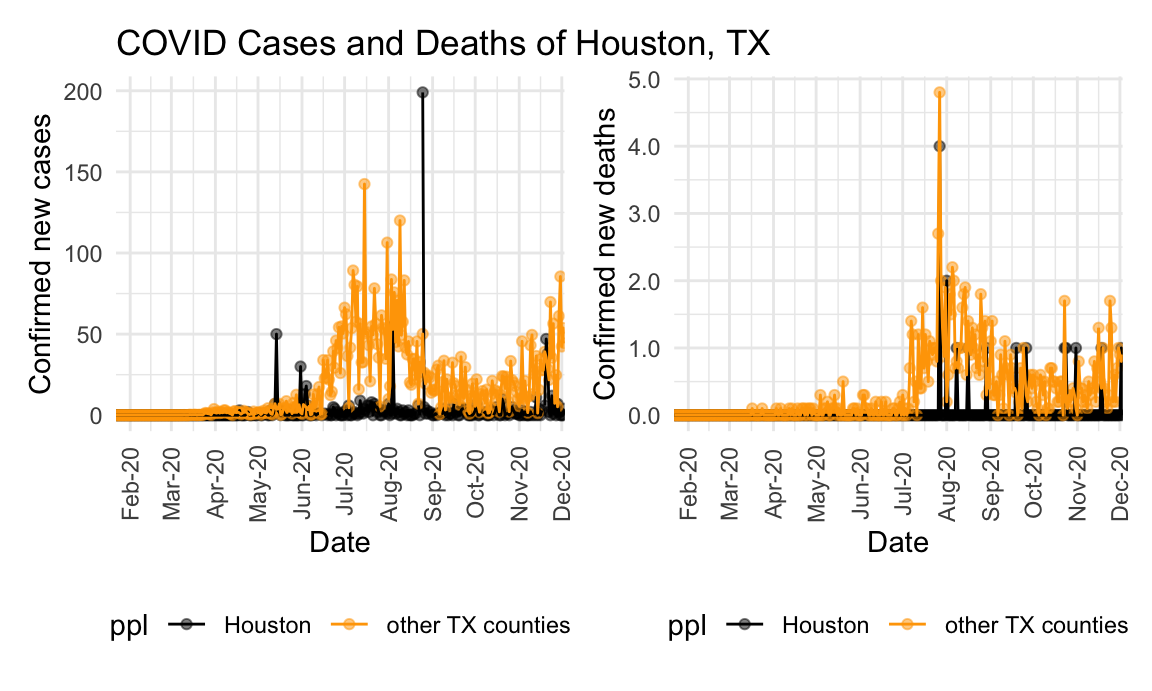 COVID Cases and Deaths of Houston, TX
Confirmed new cases
200
150
100
50
0
Feb-20
Mar-20
Apr-20
May-20
Jun-20
Jul-20
Aug-20
Sep-20
Oct-20
Nov-20
Dec-20
Date
ppl Houston other TX counties
Confirmed new deaths
5.0
4.0
3.0
2.0
1.0
0.0
Feb-20
Mar-20
Apr-20
May-20
Jun-20
Jul-20
Aug-20
Sep-20
Oct-20
Nov-20
Dec-20
Date
ppl Houston other TX counties